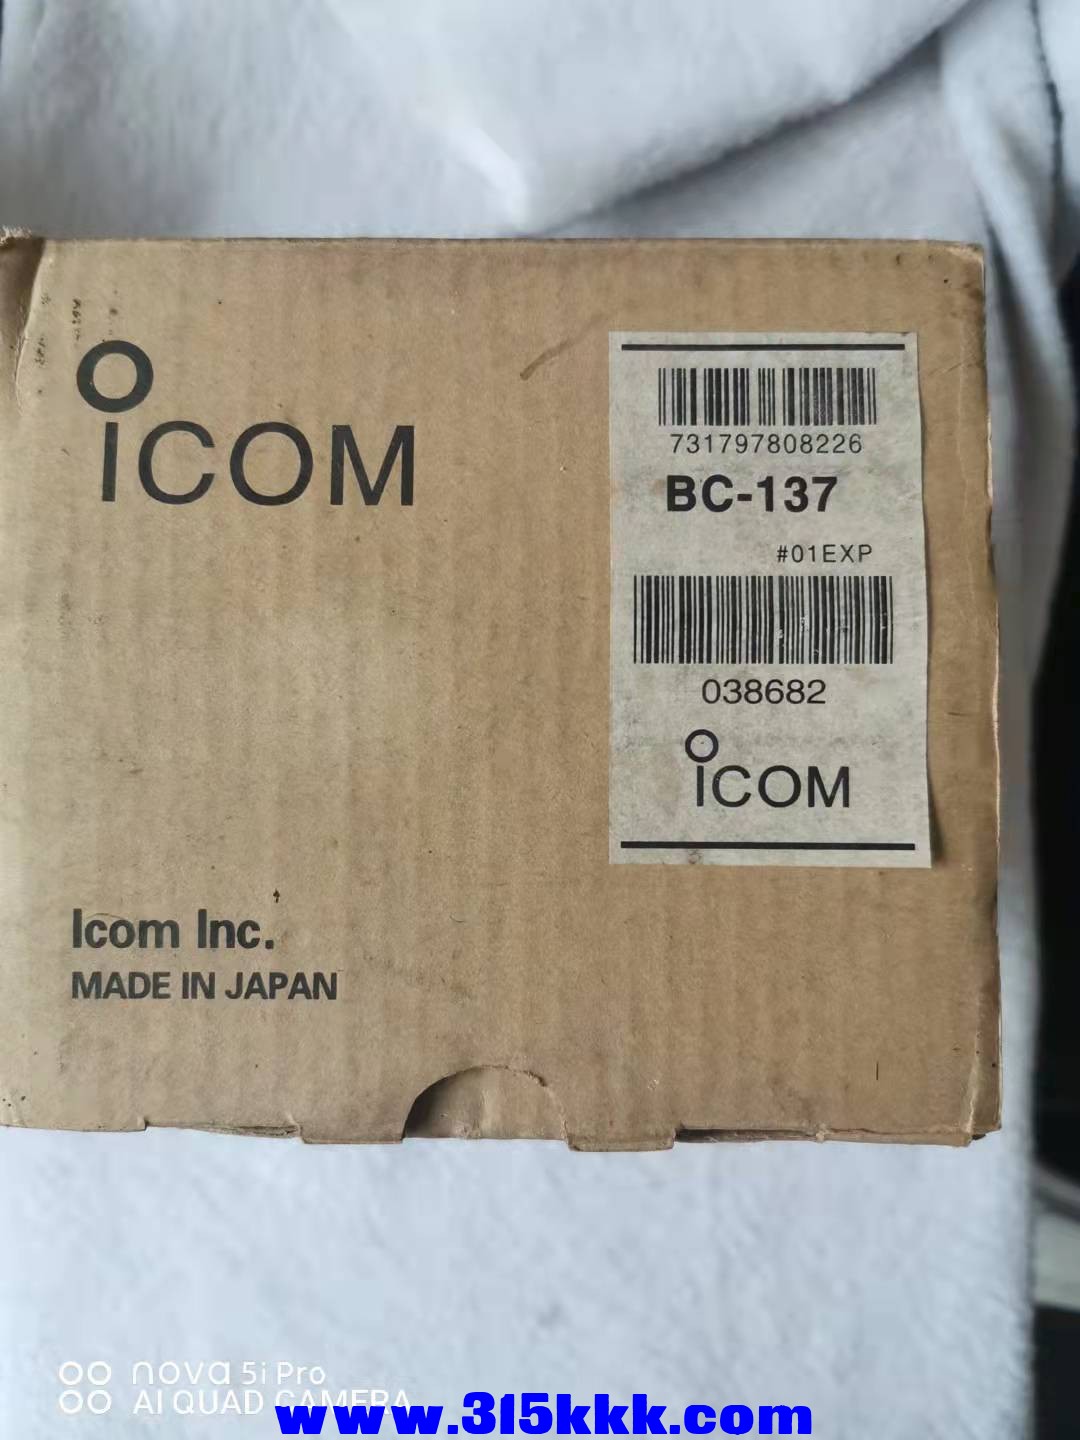 ICOM
731797808226
BC-137
#01EXP
038682
ICOM
Icom Inc.
MADE IN JAPAN
nova 5i Pro
AI QUAD CAMERA
www.315kkk.com